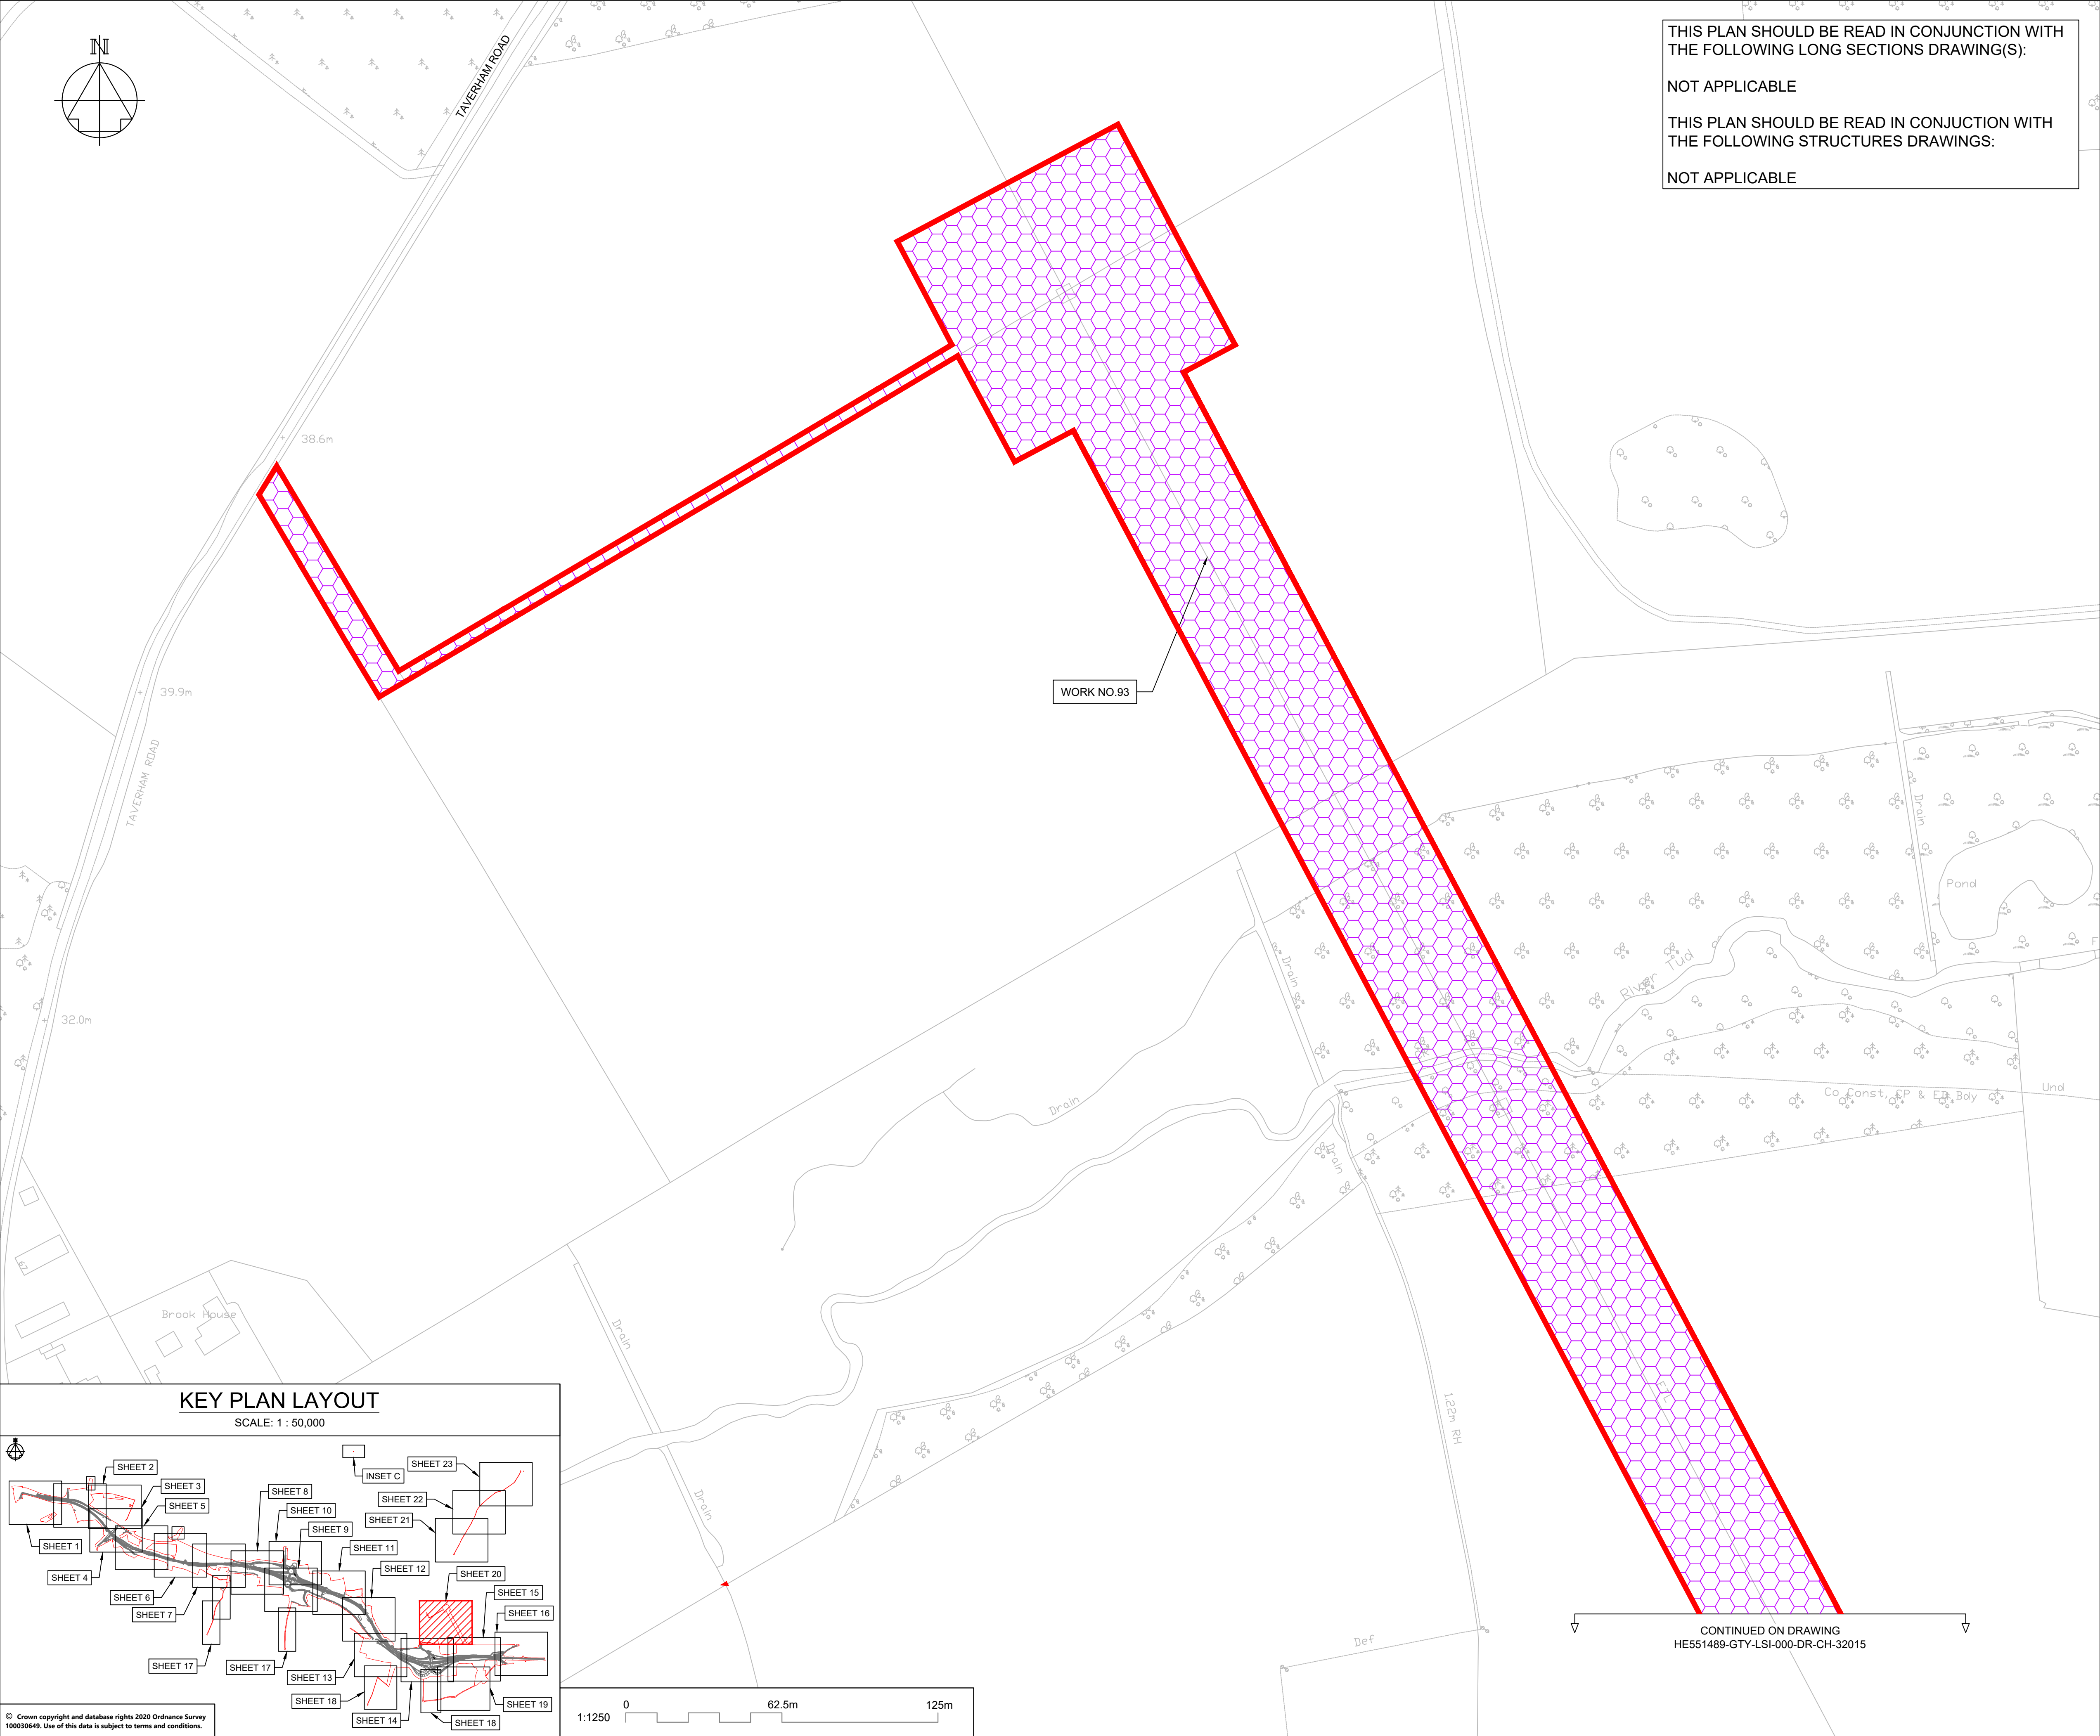 N
TAVERHAM ROAD
THIS PLAN SHOULD BE READ IN CONJUNCTION WITH
THE FOLLOWING LONG SECTIONS DRAWING(S):
NOT APPLICABLE
THIS PLAN SHOULD BE READ IN CONJUCTION WITH
THE FOLLOWING STRUCTURES DRAWINGS:
NOT APPLICABLE
38.6m
39.9m
TAVERHAM ROAD
32.0m
WORK NO.93
Drain
Pond
River Tud
Drain
Drain
Drain
Co Const, CP & ED Bdy
Und
57
Brook House
Drain
Drain
1.22m RH
Def
CONTINUED ON DRAWING
HE551489-GTY-LSI-000-DR-CH-32015
KEY PLAN LAYOUT
SCALE: 1 : 50,000
SHEET 23
INSET C
SHEET 2
SHEET 3
SHEET 8
SHEET 22
SHEET 5
SHEET 10
SHEET 21
SHEET 9
SHEET 1
SHEET 11
SHEET 12
SHEET 4
SHEET 20
SHEET 6
SHEET 15
SHEET 7
SHEET 16
SHEET 17
SHEET 17
SHEET 13
SHEET 18
SHEET 19
SHEET 14
SHEET 18
© Crown copyright and database rights 2020 Ordnance Survey
100030649. Use of this data is subject to terms and conditions.
0 62.5m 125m
1:1250